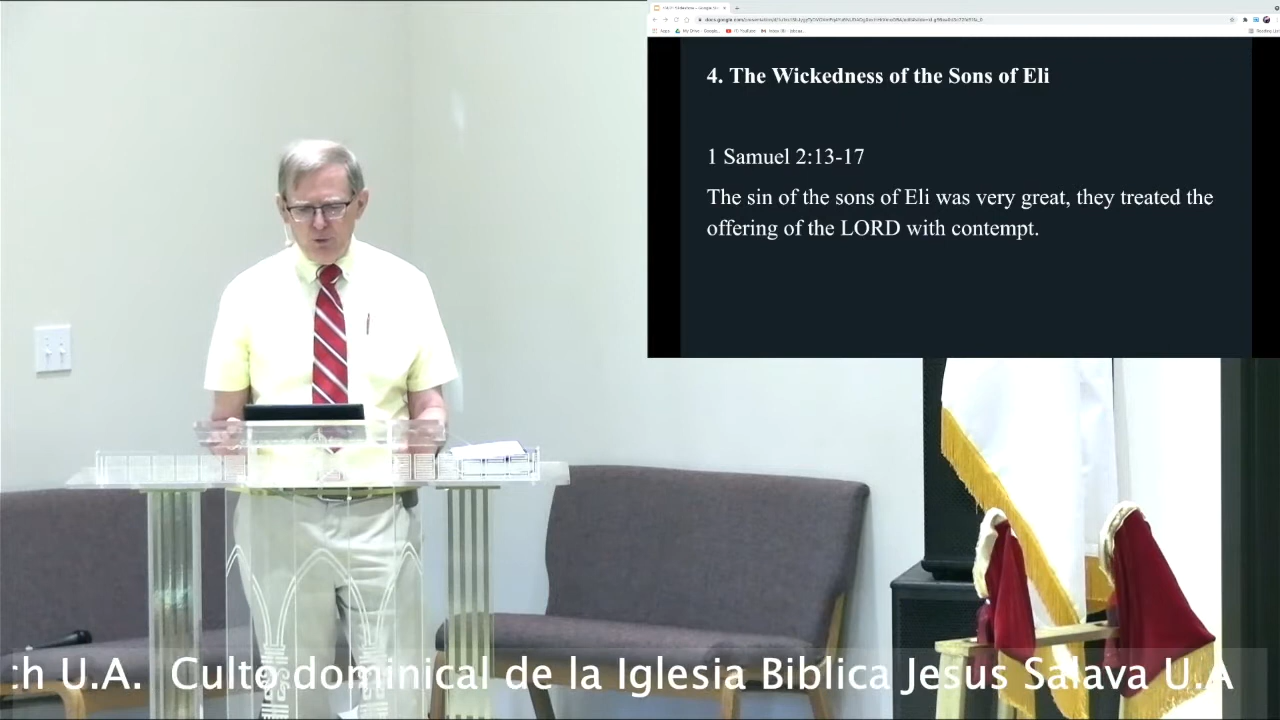 4. The Wickedness of the Sons of Eli
1 Samuel 2:13-17
The sin of the sons of Eli was very great, they treated the
offering of the LORD with contempt.
:h U.A. Culto dominical de la Iglesia Biblica Jesus Salava U.A